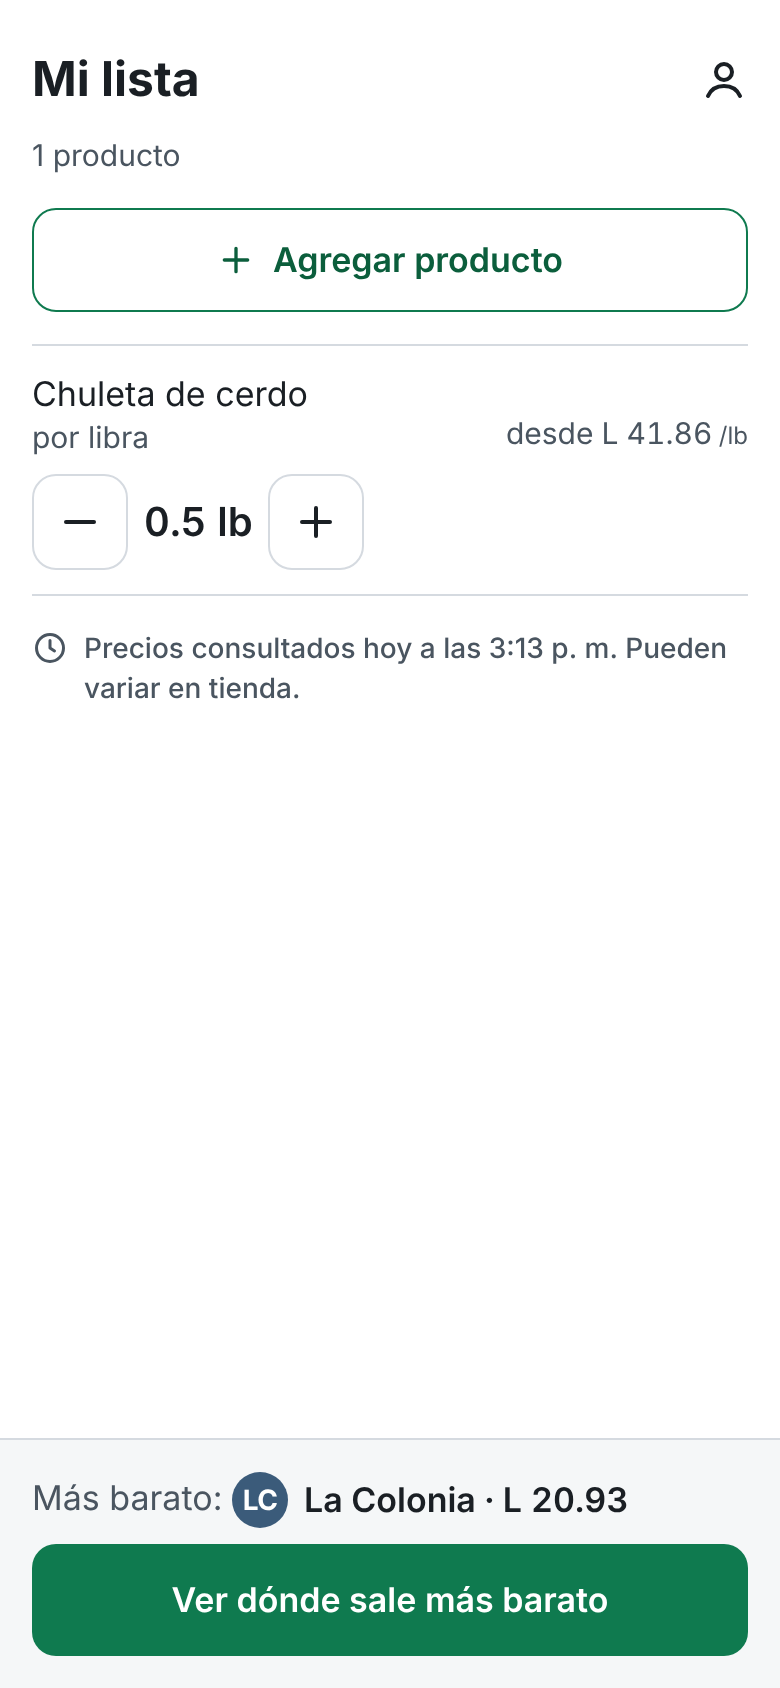 Mi lista
1 producto
+ Agregar producto
Chuleta de cerdo
por libra
desde L 41.86 /lb
− 0.5 lb +
Precios consultados hoy a las 3:13 p. m. Pueden
variar en tienda.
Más barato: LC La Colonia · L 20.93
Ver dónde sale más barato